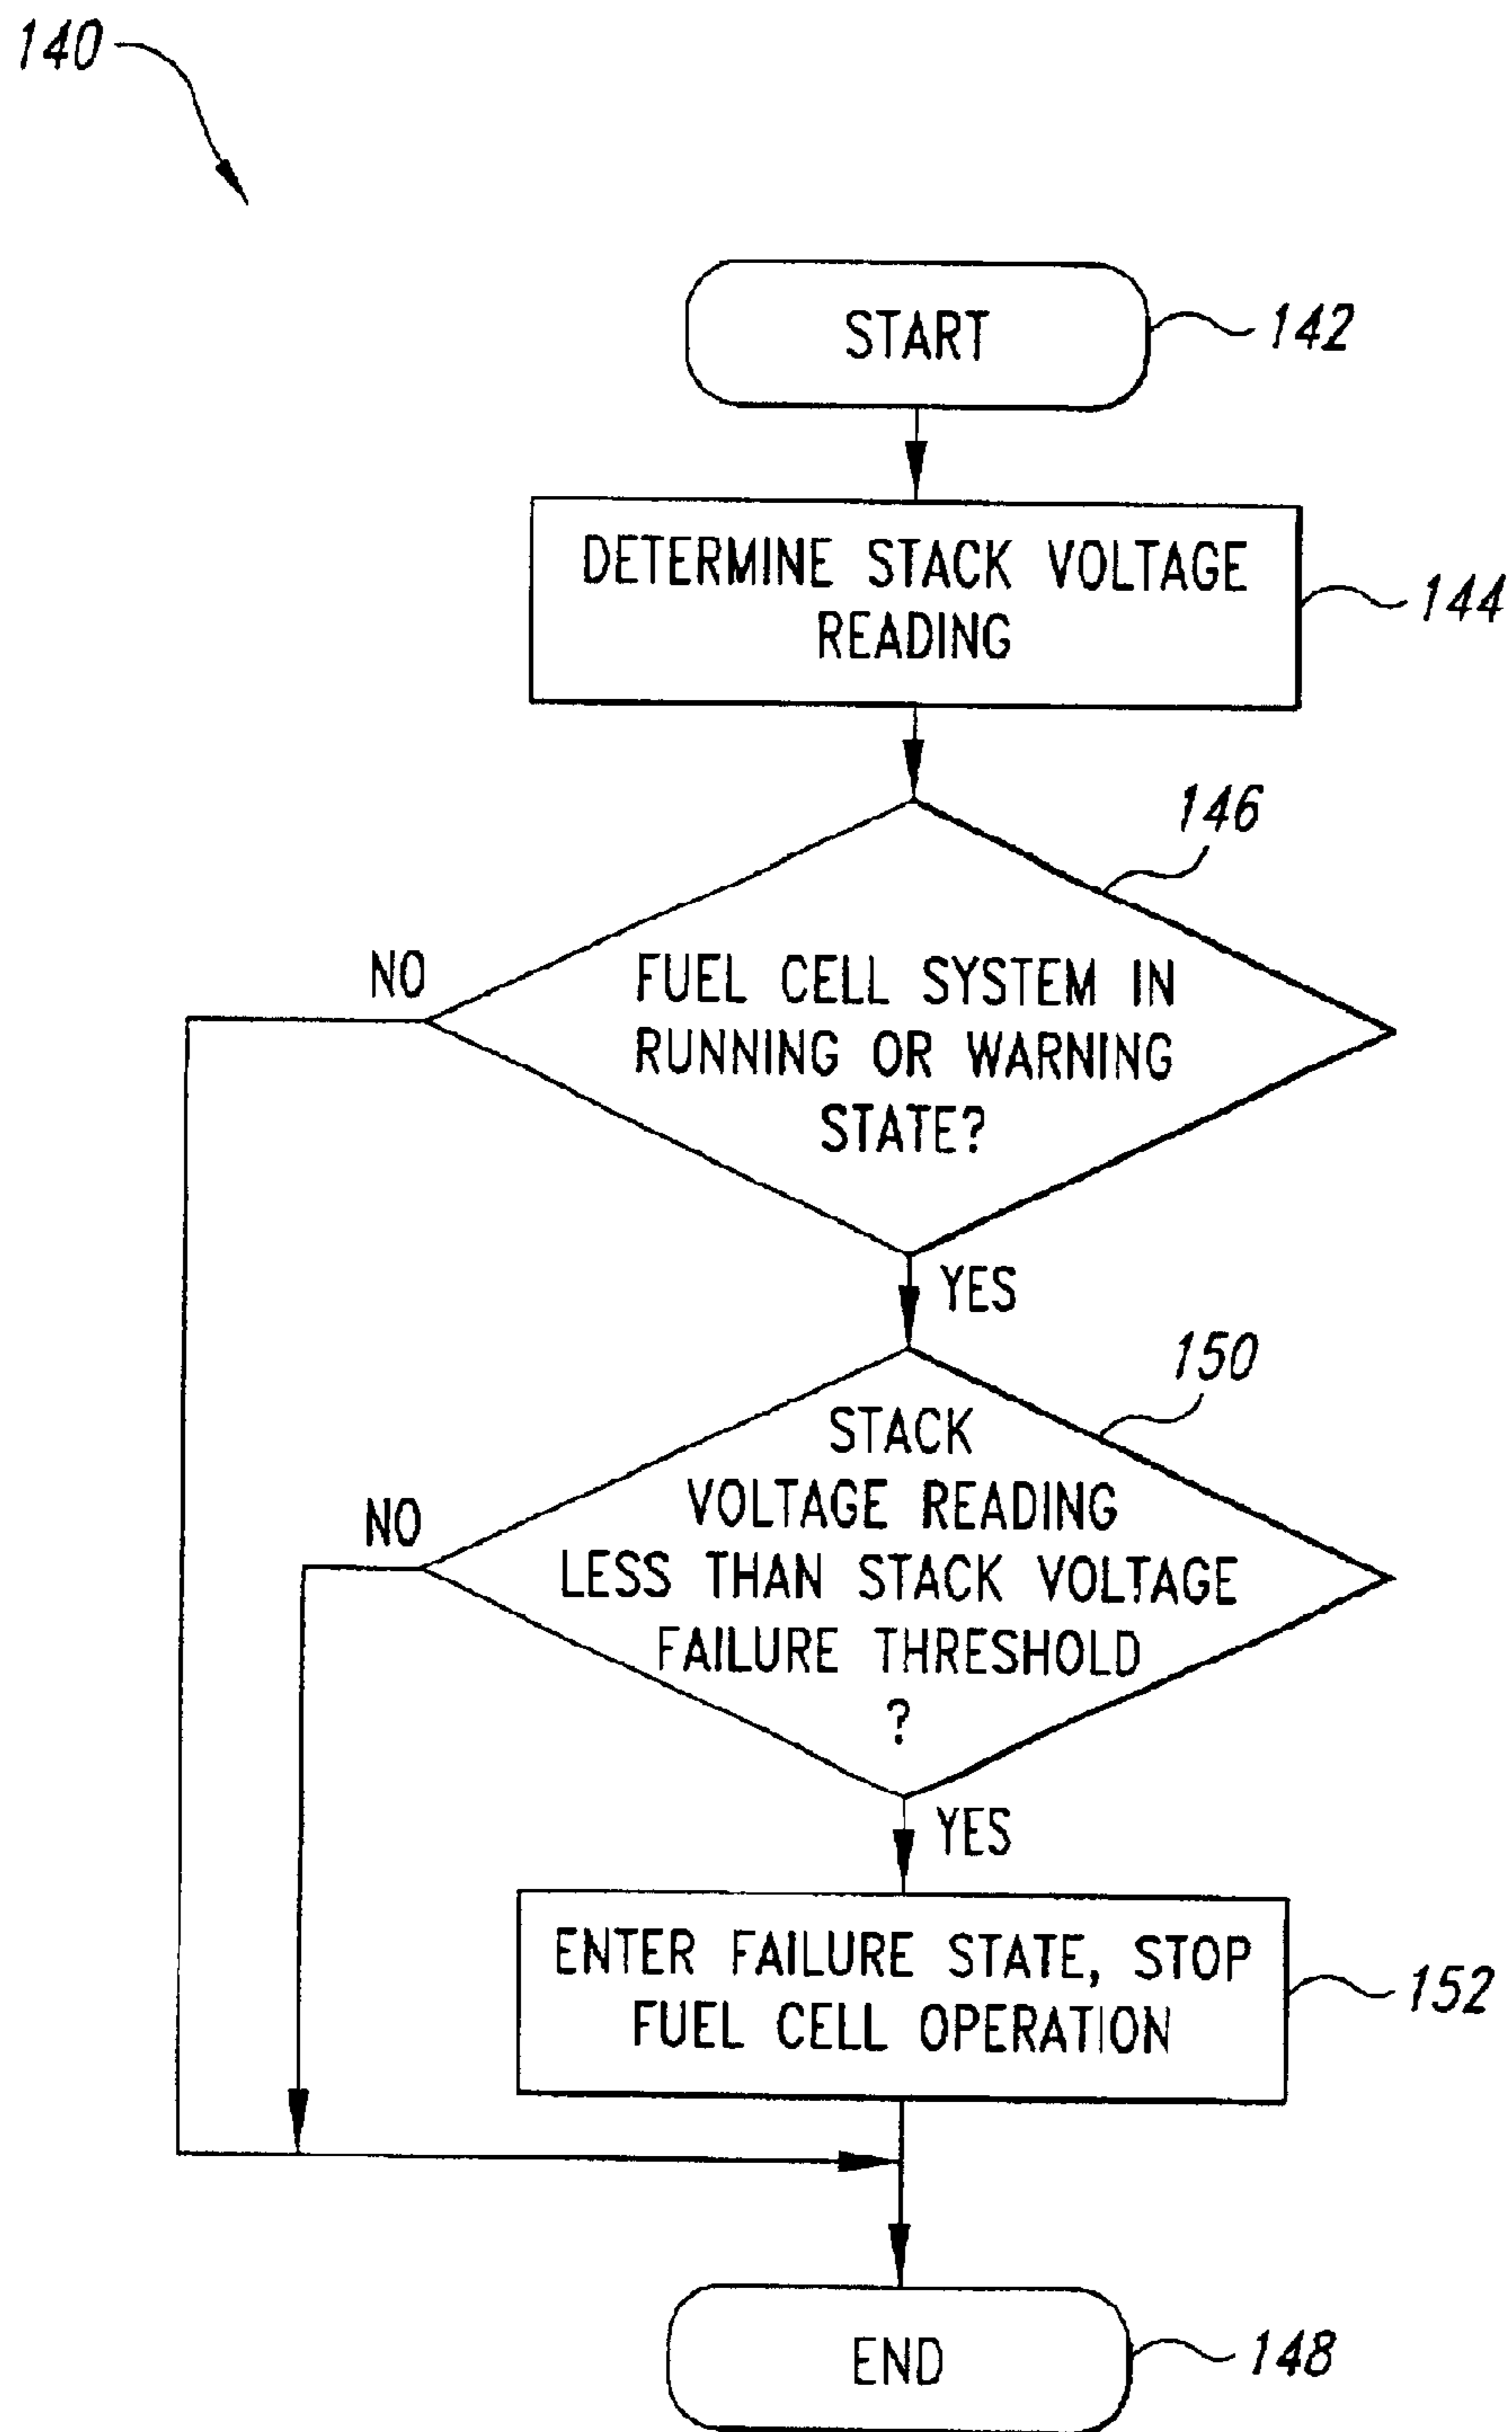 140
START
142
DETERMINE STACK VOLTAGE
READING
144
146
NO
FUEL CELL SYSTEM IN
RUNNING OR WARNING
STATE?
YES
150
NO
STACK
VOLTAGE READING
LESS THAN STACK VOLTAGE
FAILURE THRESHOLD
?
YES
ENTER FAILURE STATE, STOP
FUEL CELL OPERATION
152
END
148